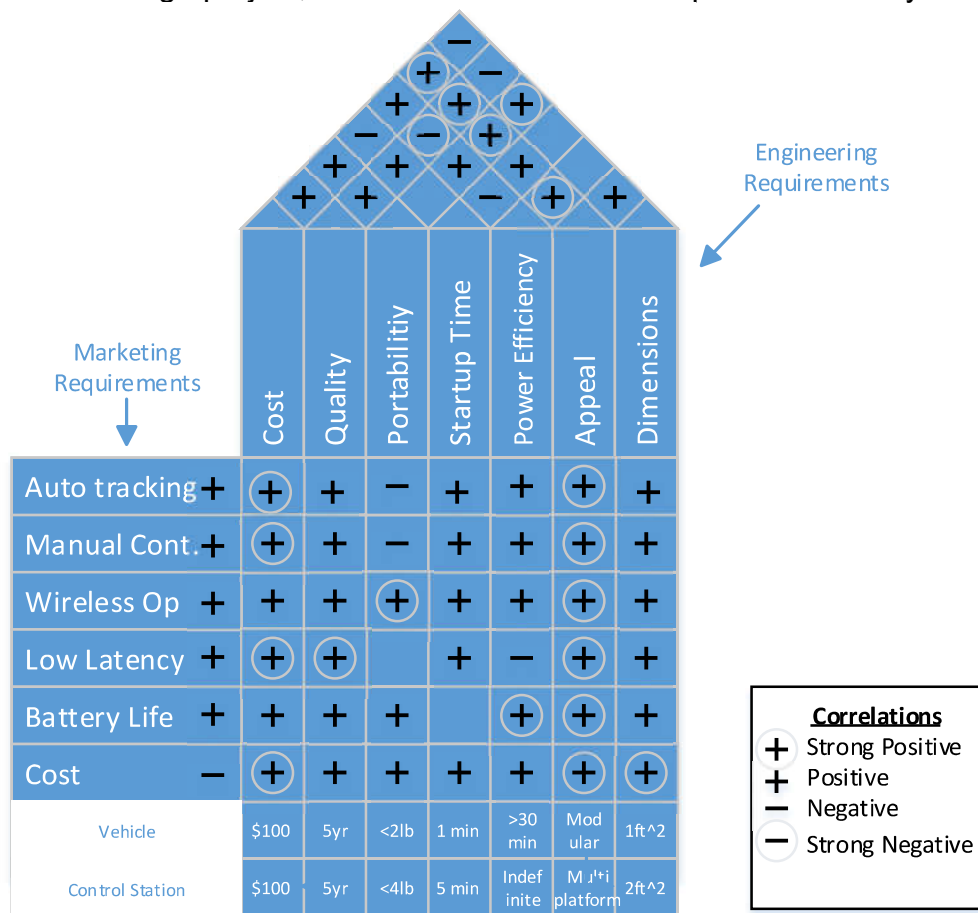 Engineering
Requirements
Marketing
Requirements
Cost
Quality
Portabilitiy
Startup Time
Power Efficiency
Appeal
Dimensions
Auto tracking
Manual Cont.
Wireless Op
Low Latency
Battery Life
Cost
Vehicle
$100
5yr
<2lb
1 min
>30
min
Mod
ular
1ft^2
Control Station
$100
5yr
<4lb
5 min
Indef
inite
Multi
platform
2ft^2
Correlations
Strong Positive
Positive
Negative
Strong Negative